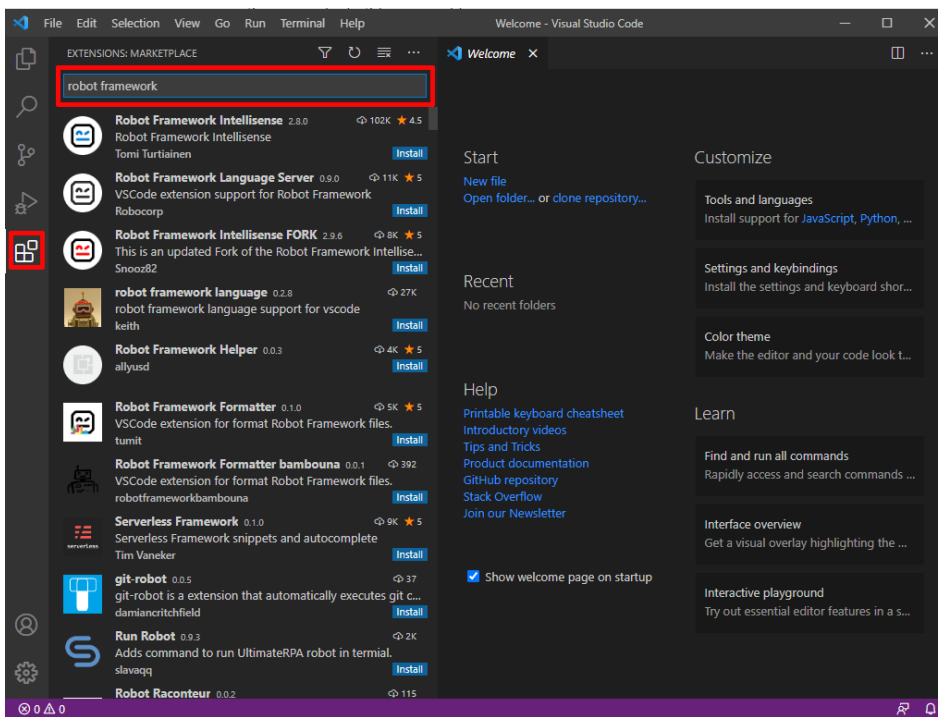 File Edit Selection View Go Run Terminal Help
Welcome - Visual Studio Code
EXTENSIONS: MARKETPLACE
robot framework
Robot Framework Intellisense 2.8.0 102K ★ 4.5
Robot Framework Intellisense
Tomi Turtiainen Install
Robot Framework Language Server 0.9.0 11K ★ 5
VSCode extension support for Robot Framework
Robocorp Install
Robot Framework Intellisense FORK 2.9.6 8K ★ 5
This is an updated Fork of the Robot Framework Intellise...
Snooz82 Install
robot framework language 0.2.8 27K
robot framework language support for vscode
keith Install
Robot Framework Helper 0.0.3 4K ★ 5
allyusd Install
Robot Framework Formatter 0.1.0 5K ★ 5
VSCode extension for format Robot Framework files.
tumit Install
Robot Framework Formatter bambouna 0.0.1 392
VSCode extension for format Robot Framework files.
robotframeworkbambouna Install
serverless
Serverless Framework 0.1.0 9K ★ 5
Serverless Framework snippets and autocomplete
Tim Vaneker Install
git-robot 0.0.5 37
git-robot is a extension that automatically executes git c...
damiancritchfield Install
Run Robot 0.9.3 2K
Adds command to run UltimateRPA robot in termial.
slavaqq Install
Robot Raconteur 0.0.2 115
Welcome
Start
New file
Open folder... or clone repository...
Recent
No recent folders
Help
Printable keyboard cheatsheet
Introductory videos
Tips and Tricks
Product documentation
GitHub repository
Stack Overflow
Join our Newsletter
Show welcome page on startup
Customize
Tools and languages
Install support for JavaScript, Python, ...
Settings and keybindings
Install the settings and keyboard shor...
Color theme
Make the editor and your code look t...
Learn
Find and run all commands
Rapidly access and search commands ...
Interface overview
Get a visual overlay highlighting the ...
Interactive playground
Try out essential editor features in a s...
0 0